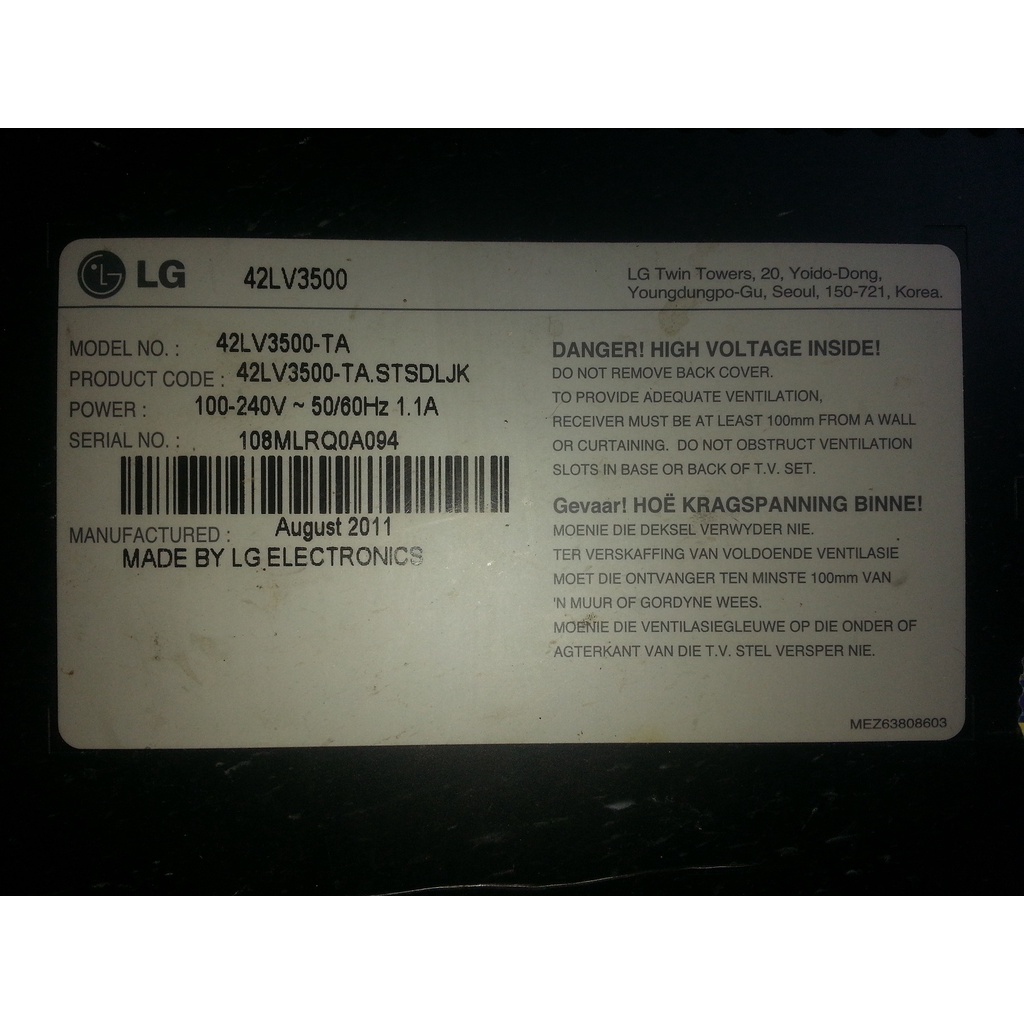 LG 42LV3500
LG Twin Towers, 20, Yoido-Dong,
Youngdungpo-Gu, Seoul, 150-721, Korea.
MODEL NO. : 42LV3500-TA
PRODUCT CODE : 42LV3500-TA.STSDLJK
POWER : 100-240V ~ 50/60Hz 1.1A
SERIAL NO. : 108MLRQ0A094
MANUFACTURED : August 2011
MADE BY LG ELECTRONICS
DANGER! HIGH VOLTAGE INSIDE!
DO NOT REMOVE BACK COVER.
TO PROVIDE ADEQUATE VENTILATION,
RECEIVER MUST BE AT LEAST 100mm FROM A WALL
OR CURTAINING. DO NOT OBSTRUCT VENTILATION
SLOTS IN BASE OR BACK OF T.V. SET.
Gevaar! HOË KRAGSPANNING BINNE!
MOENIE DIE DEKSEL VERWYDER NIE.
TER VERSKAFFING VAN VOLDOENDE VENTILASIE
MOET DIE ONTVANGER TEN MINSTE 100mm VAN
'N MUUR OF GORDYNE WEES.
MOENIE DIE VENTILASIEGLEUWE OP DIE ONDER OF
AGTERKANT VAN DIE T.V. STEL VERSPER NIE.
MEZ63808603